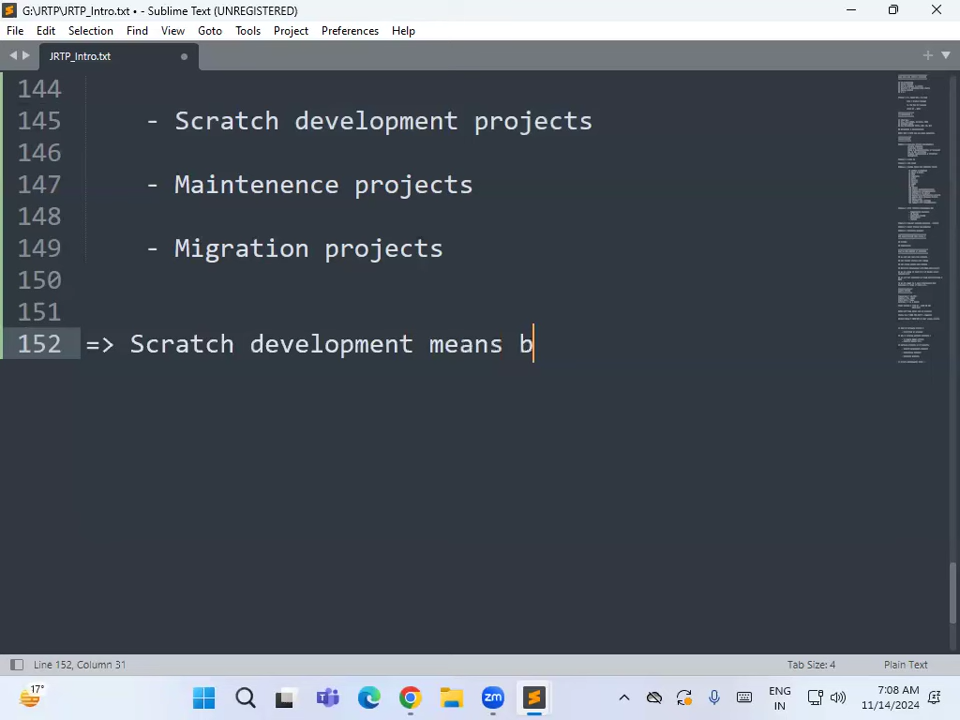 G:\JRTP\JRTP_Intro.txt • - Sublime Text (UNREGISTERED)
File Edit Selection Find View Goto Tools Project Preferences Help
JRTP_Intro.txt
144
145 - Scratch development projects
146
147 - Maintenence projects
148
149 - Migration projects
150
151
152 => Scratch development means b
Line 152, Column 31 Tab Size: 4 Plain Text
17°
ENG
IN
7:08 AM
11/14/2024